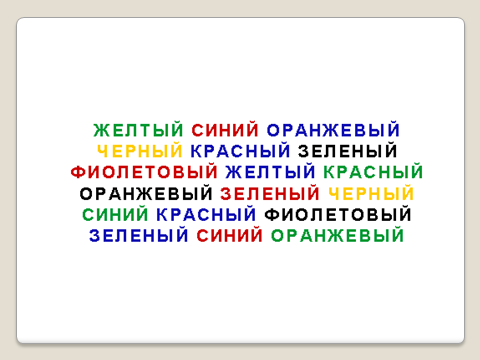 ЖЕЛТЫЙ СИНИЙ ОРАНЖЕВЫЙ
ЧЕРНЫЙ КРАСНЫЙ ЗЕЛЕНЫЙ
ФИОЛЕТОВЫЙ ЖЕЛТЫЙ КРАСНЫЙ
ОРАНЖЕВЫЙ ЗЕЛЕНЫЙ ЧЕРНЫЙ
СИНИЙ КРАСНЫЙ ФИОЛЕТОВЫЙ
ЗЕЛЕНЫЙ СИНИЙ ОРАНЖЕВЫЙ